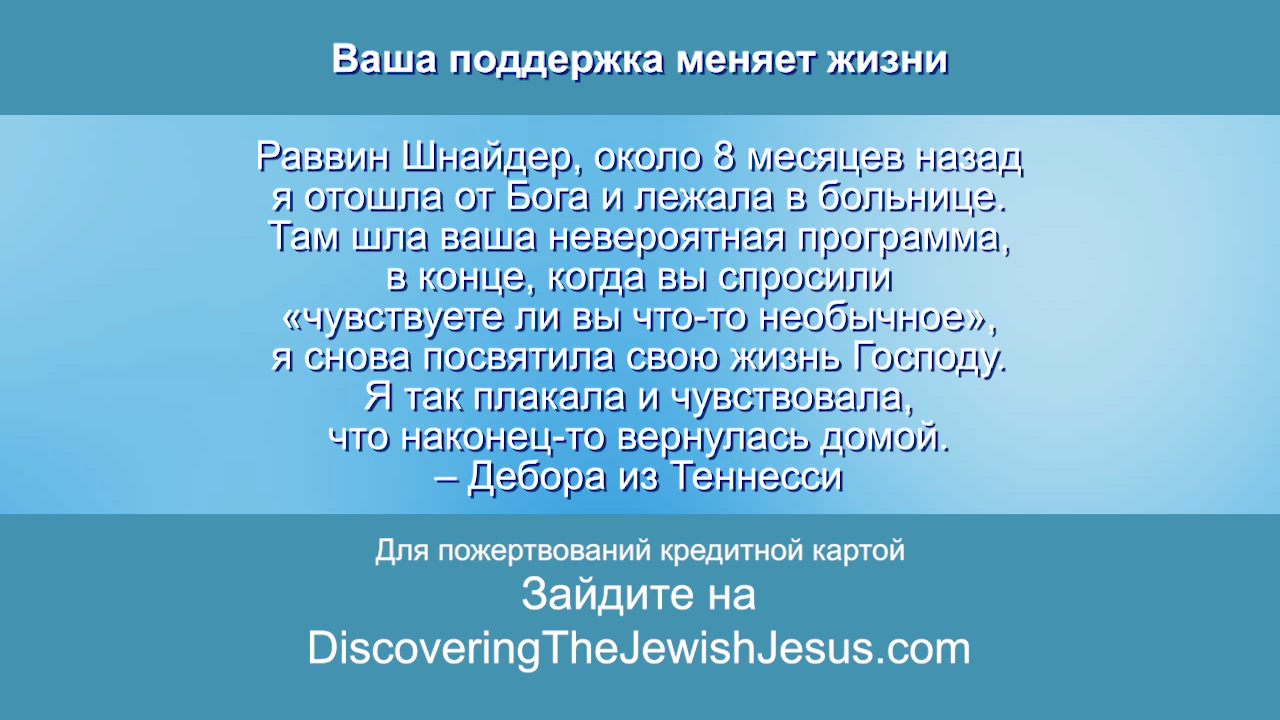 Ваша поддержка меняет жизни
Раввин Шнайдер, около 8 месяцев назад
я отошла от Бога и лежала в больнице.
Там шла ваша невероятная программа,
в конце, когда вы спросили
«чувствуете ли вы что-то необычное»,
я снова посвятила свою жизнь Господу.
Я так плакала и чувствовала,
что наконец-то вернулась домой.
– Дебора из Теннесси
Для пожертвований кредитной картой
Зайдите на
DiscoveringTheJewishJesus.com